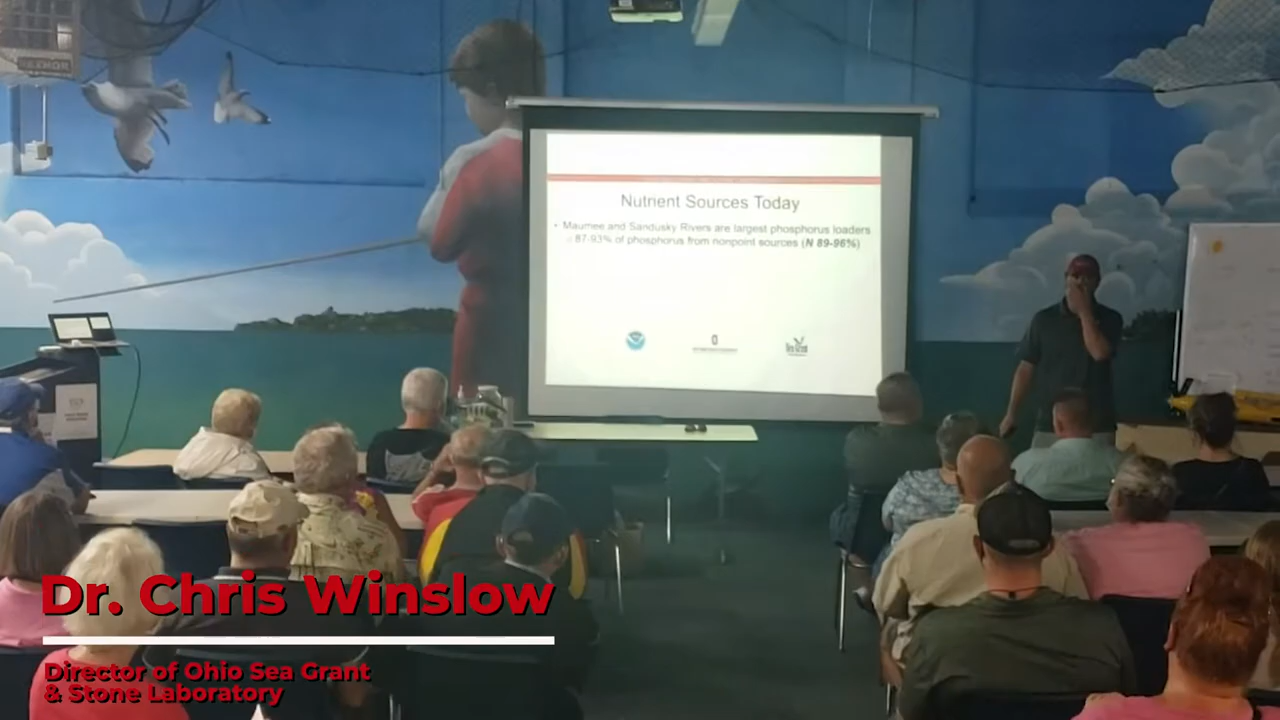 Nutrient Sources Today
• Maumee and Sandusky Rivers are largest phosphorus loaders
87-93% of phosphorus from nonpoint sources (N 89-96%)
Dr. Chris Winslow
Director of Ohio Sea Grant
& Stone Laboratory